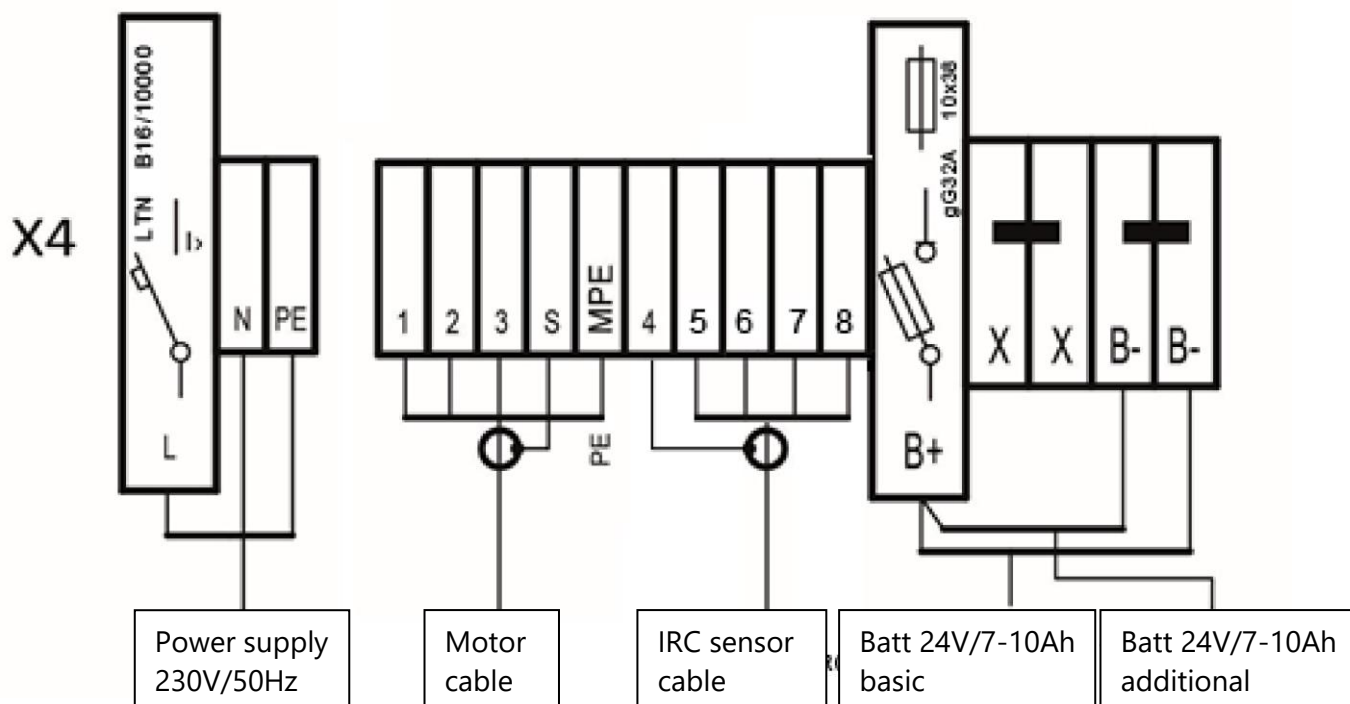 X4
LTN B16/10000
I>
L
N
PE
1
2
3
S
MPE
4
5
6
7
8
PE
10x38
gG32A
B+
X
X
B-
B-
Power supply
230V/50Hz
Motor
cable
IRC sensor
cable
Batt 24V/7-10Ah
basic
Batt 24V/7-10Ah
additional